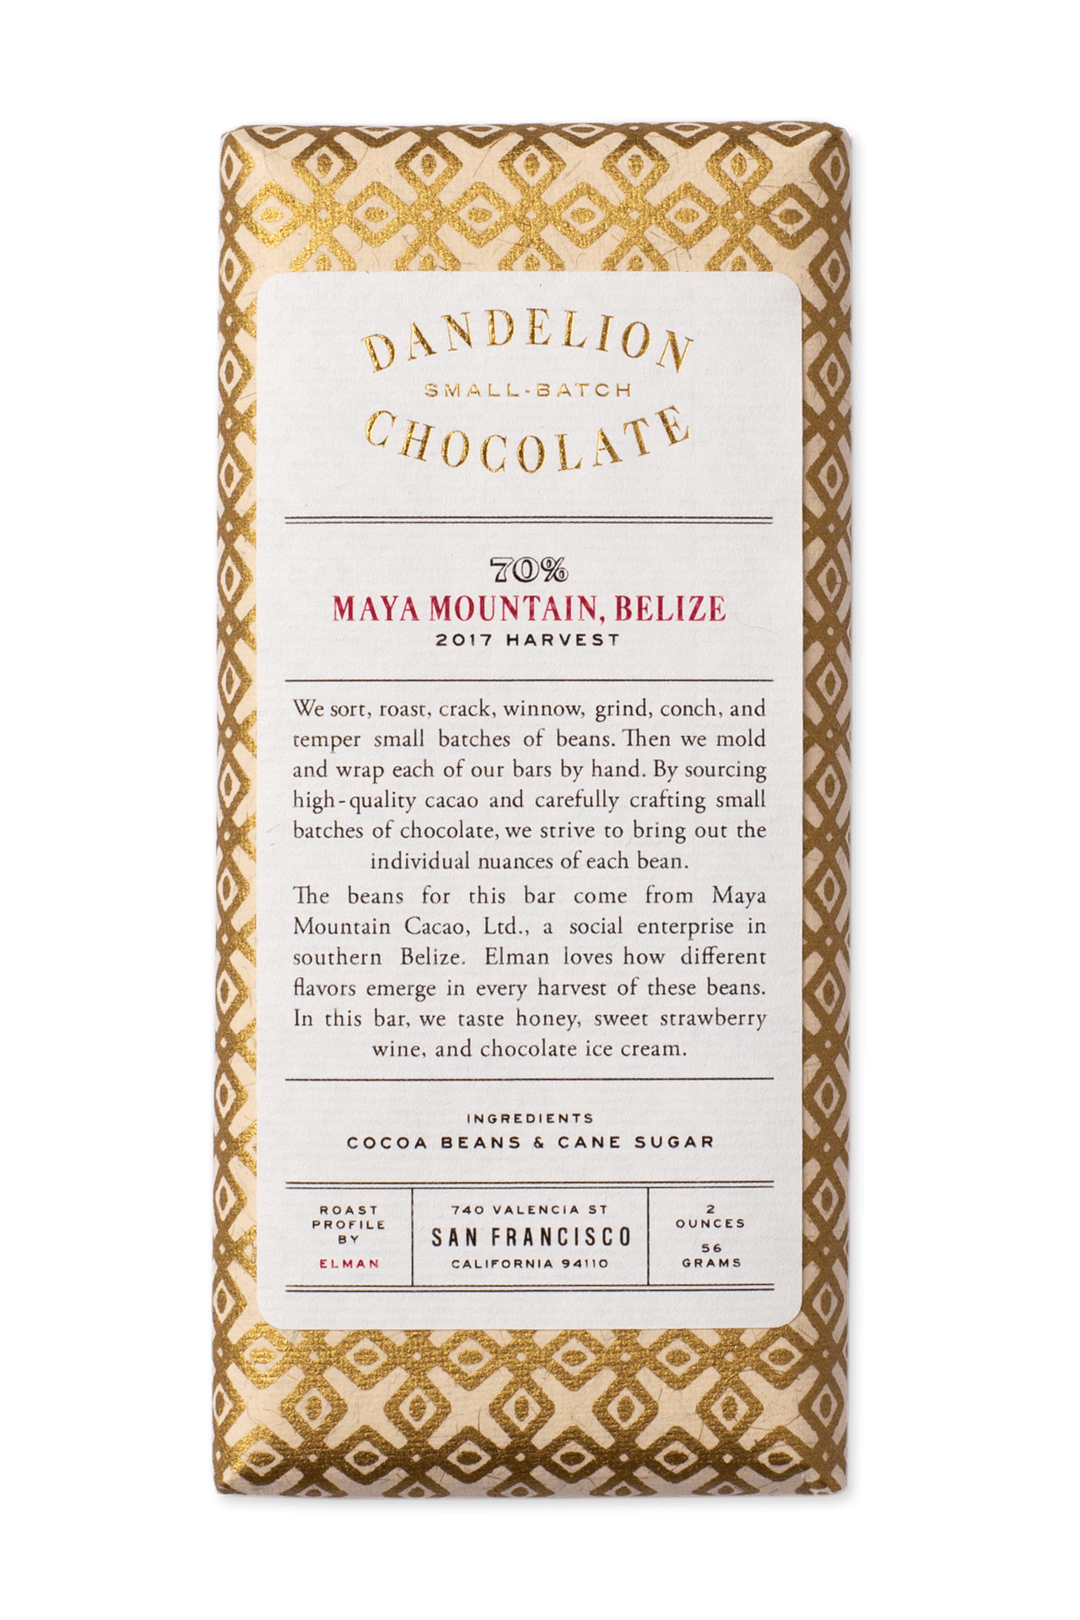 DANDELION
SMALL-BATCH
CHOCOLATE
70%
MAYA MOUNTAIN, BELIZE
2017 HARVEST
We sort, roast, crack, winnow, grind, conch, and
temper small batches of beans. Then we mold
and wrap each of our bars by hand. By sourcing
high-quality cacao and carefully crafting small
batches of chocolate, we strive to bring out the
individual nuances of each bean.
The beans for this bar come from Maya
Mountain Cacao, Ltd., a social enterprise in
southern Belize. Elman loves how different
flavors emerge in every harvest of these beans.
In this bar, we taste honey, sweet strawberry
wine, and chocolate ice cream.
INGREDIENTS
COCOA BEANS & CANE SUGAR
ROAST
PROFILE
BY
ELMAN
740 VALENCIA ST
SAN FRANCISCO
CALIFORNIA 94110
2
OUNCES
56
GRAMS